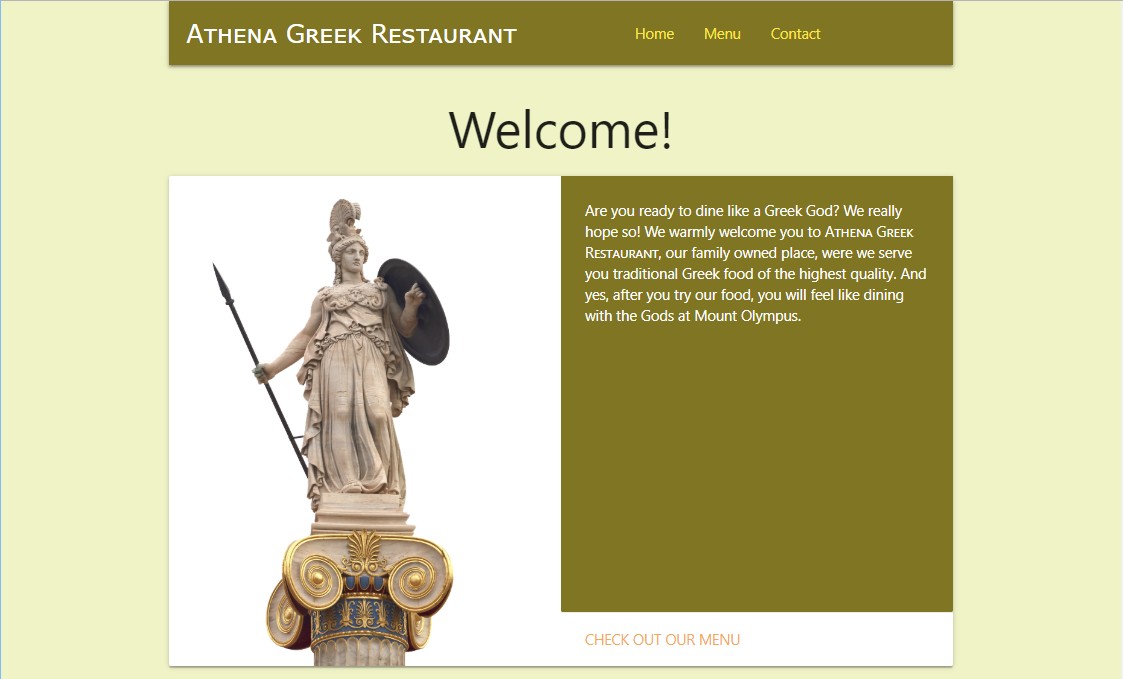 Athena Greek Restaurant
Home Menu Contact
Welcome!
Are you ready to dine like a Greek God? We really
hope so! We warmly welcome you to Athena Greek
Restaurant, our family owned place, were we serve
you traditional Greek food of the highest quality. And
yes, after you try our food, you will feel like dining
with the Gods at Mount Olympus.
CHECK OUT OUR MENU